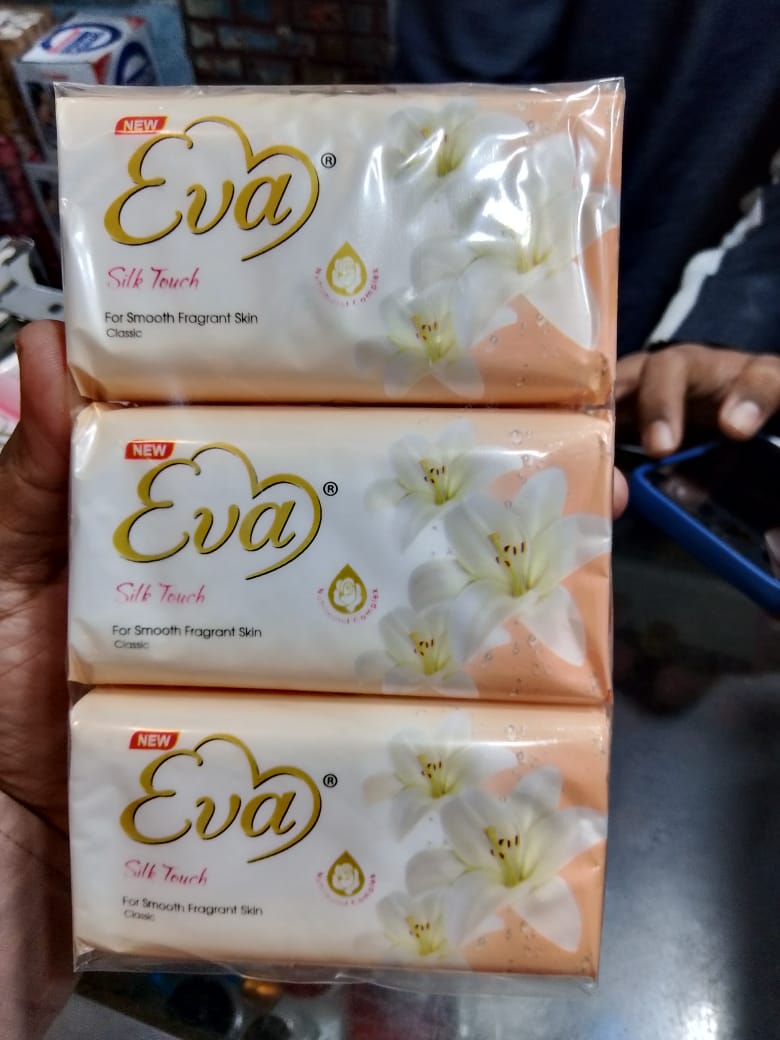 NEW
Eva®
Silk Touch
For Smooth Fragrant Skin
Classic
NEW
Eva®
Silk Touch
For Smooth Fragrant Skin
Classic
NEW
Eva®
Silk Touch
For Smooth Fragrant Skin
Classic